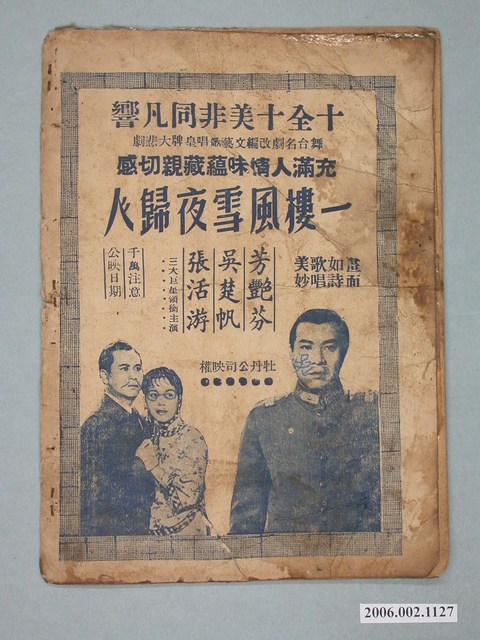 十全十美非同凡響
舞台名劇改編文藝歌唱皇牌大悲劇
充滿人情味蘊藏親切感
一樓風雪夜歸人
畫面如詩
歌唱美妙
芳艷芬
吳楚帆
張活游
三大巨星領銜主演
千萬注意
公映日期
牡丹公司映權
2006.002.1127